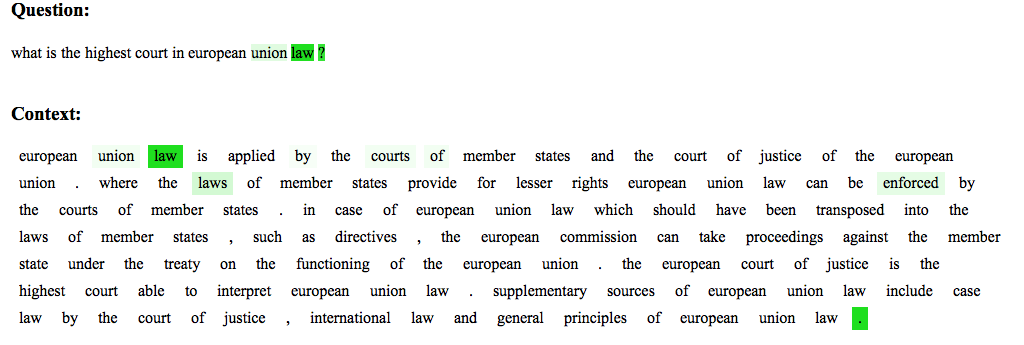 Question:
what is the highest court in european union law ?
Context:
european union law is applied by the courts of member states and the court of justice of the european
union . where the laws of member states provide for lesser rights european union law can be enforced by
the courts of member states . in case of european union law which should have been transposed into the
laws of member states , such as directives , the european commission can take proceedings against the member
state under the treaty on the functioning of the european union . the european court of justice is the
highest court able to interpret european union law . supplementary sources of european union law include case
law by the court of justice , international law and general principles of european union law .